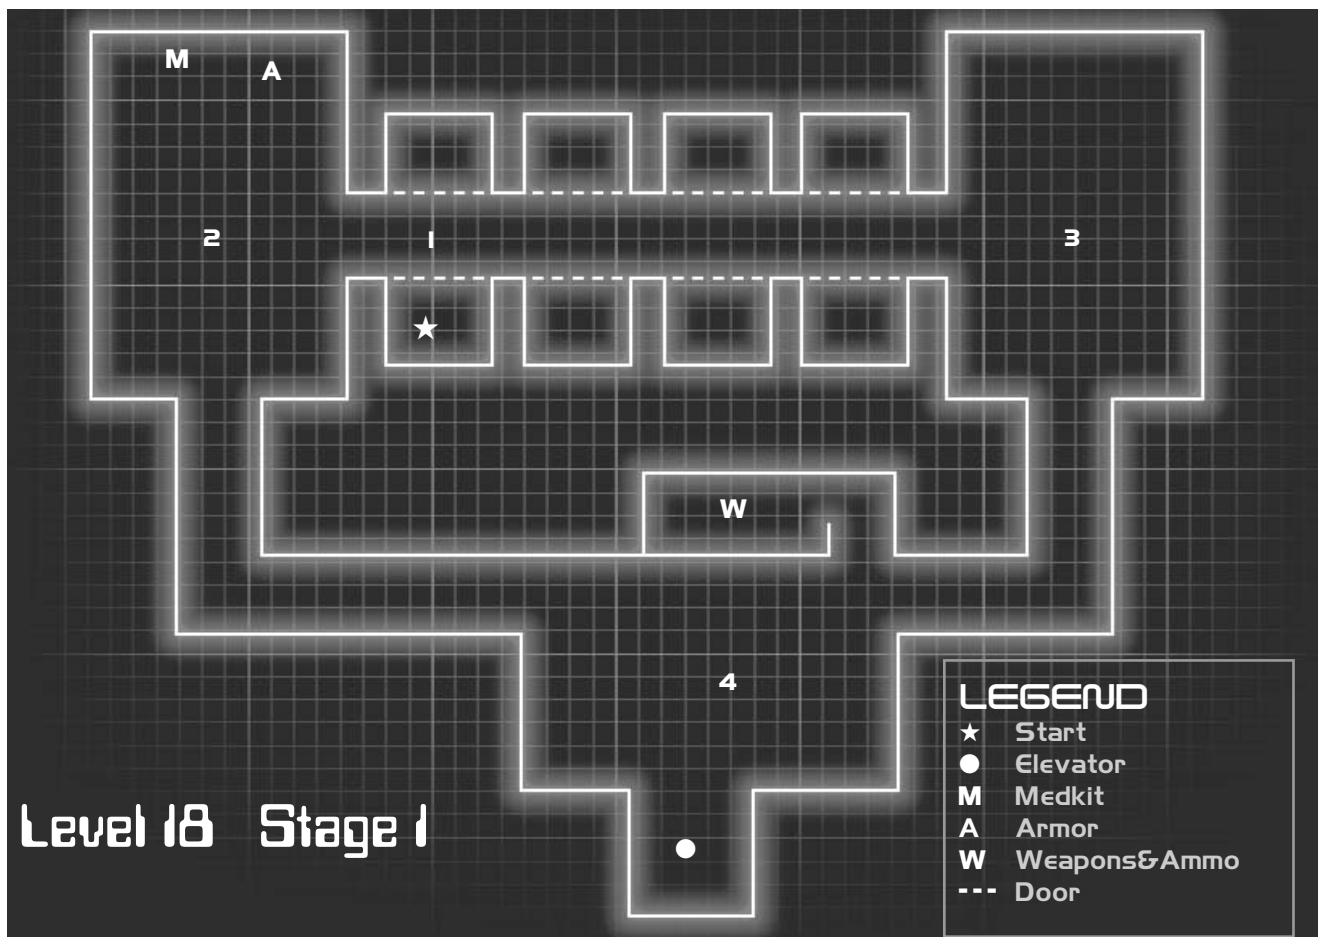 M
A
2
1
3
W
4
LEGEND
Start
Elevator
M Medkit
A Armor
W Weapons&Ammo
--- Door
Level 18 Stage 1